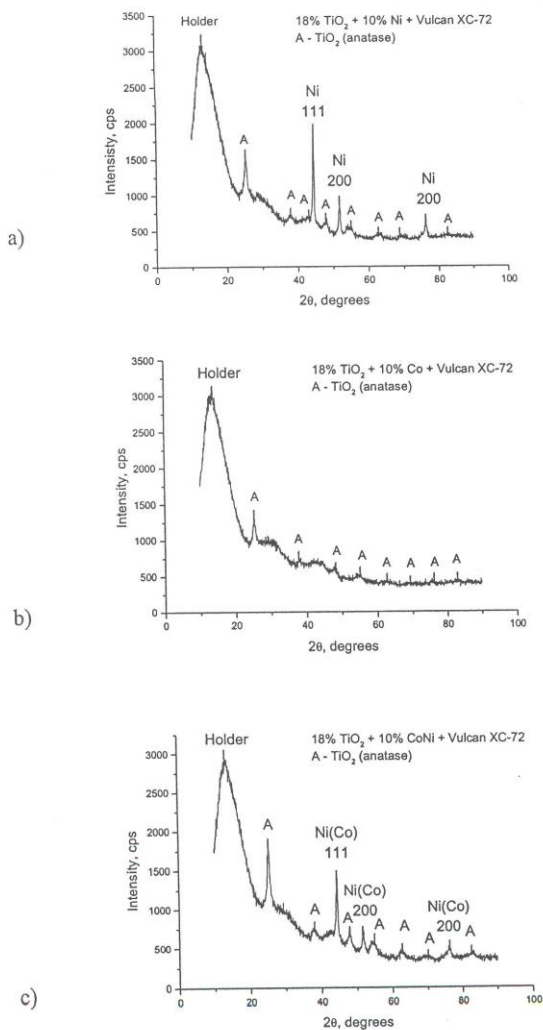 Holder
18% TiO₂ + 10% Ni + Vulcan XC-72
A - TiO₂ (anatase)
3500
3000
2500
2000
1500
1000
500
0
Intensisty, cps
A
A
A
Ni
111
A
Ni
200
A
A
A
Ni
200
A
0
20
40
60
80
100
2θ, degrees
a)
Holder
18% TiO₂ + 10% Co + Vulcan XC-72
A - TiO₂ (anatase)
3500
3000
2500
2000
1500
1000
500
0
Intensity, cps
A
A
A
A
A
A
A
A
0
20
40
60
80
100
2θ, degrees
b)
Holder
18% TiO₂ + 10% CoNi + Vulcan XC-72
A - TiO₂ (anatase)
3000
2500
2000
1500
1000
500
0
Intensity, cps
A
A
Ni(Co)
111
A
Ni(Co)
200
A
A
A
Ni(Co)
200
A
0
20
40
60
80
100
2θ, degrees
c)